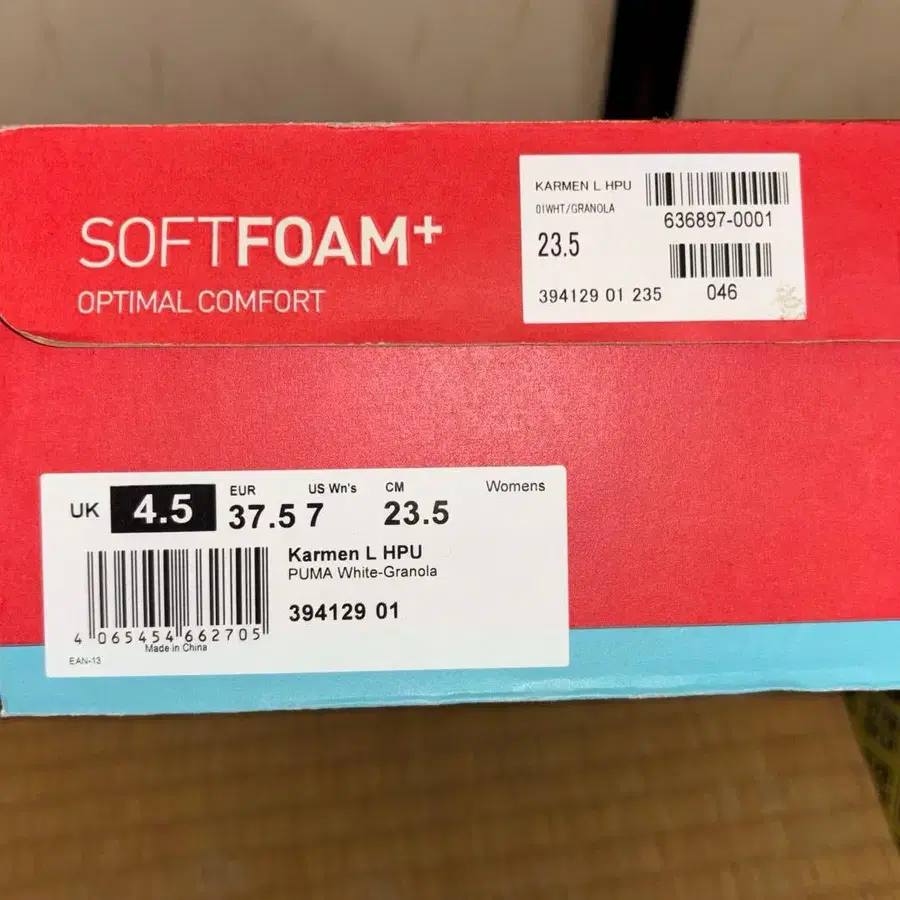 SOFTFOAM+
OPTIMAL COMFORT
KARMEN L HPU
01WHT/GRANOLA
636897-0001
23.5
394129 01 235
046
UK 4.5
EUR 37.5
US Wn's 7
CM 23.5
Womens
Karmen L HPU
PUMA White-Granola
394129 01
4 065454 662705
Made in China
EAN-13